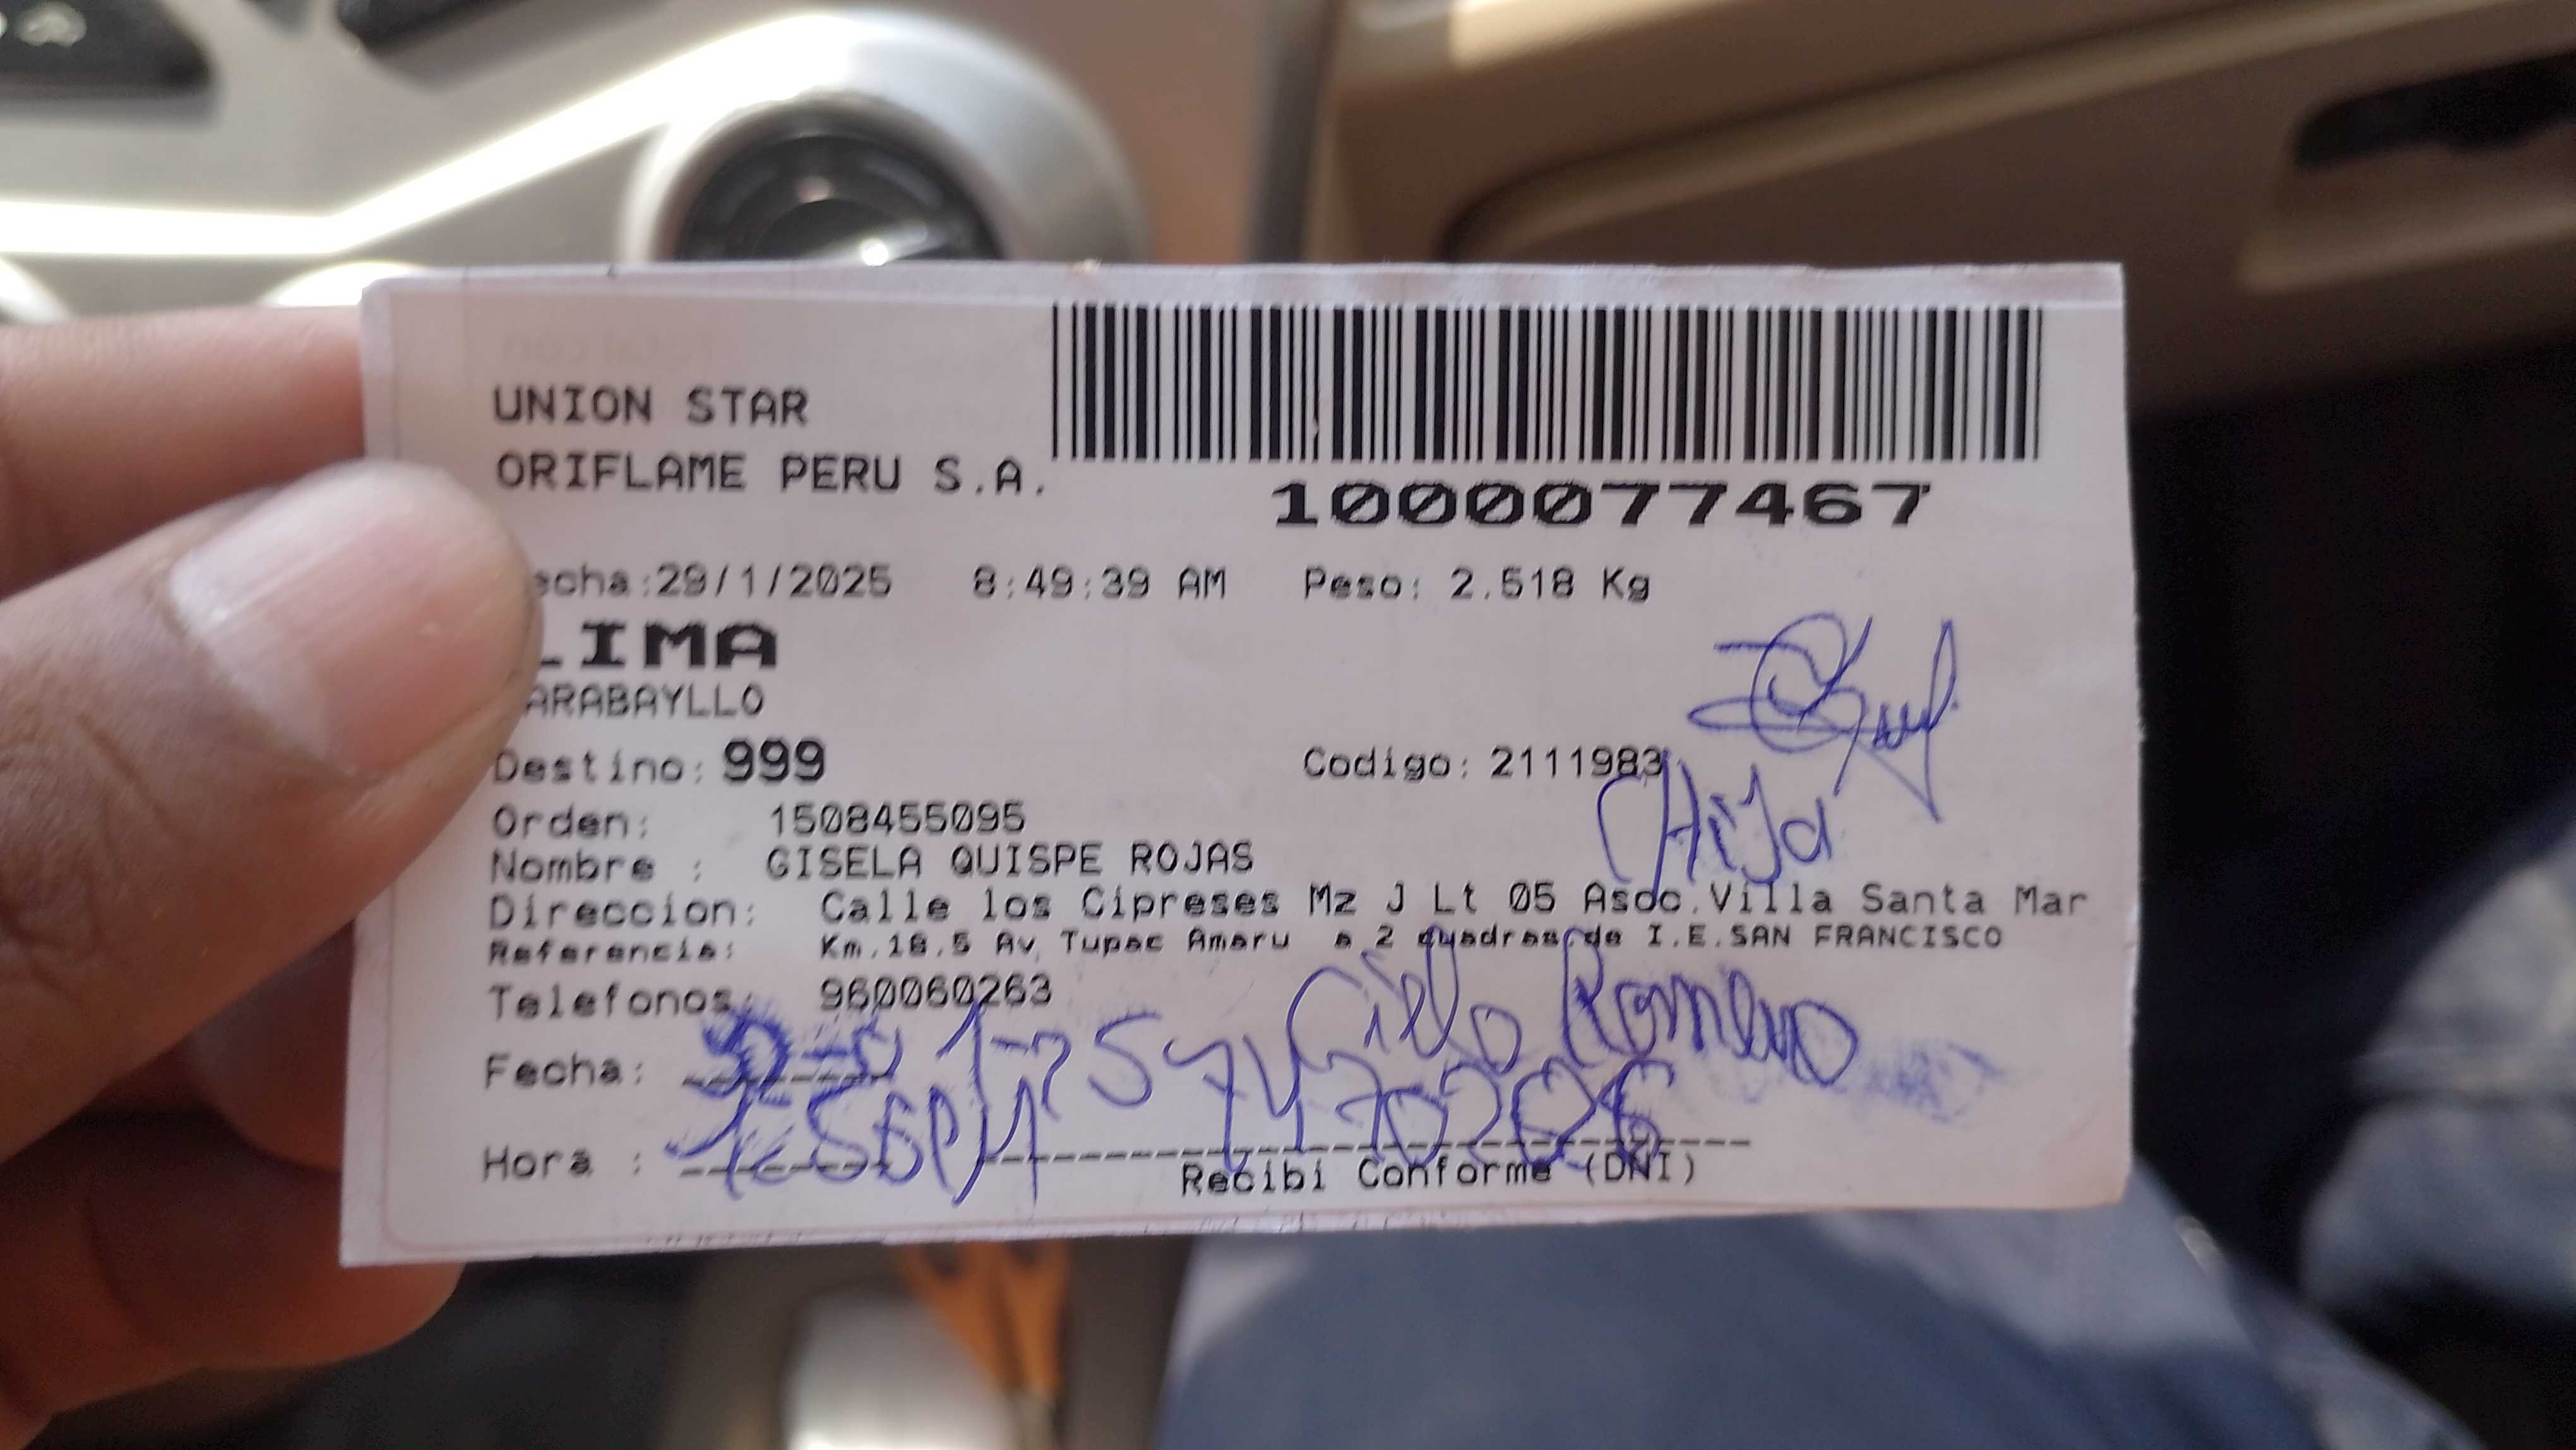 UNION STAR
ORIFLAME PERU S.A.
1000077467
echa:29/1/2025 8:49:39 AM Peso: 2.518 Kg
LIMA
ARABAYLLO
Destino: 999 Codigo: 2111983
(Hija
Orden: 1508455095
Nombre : GISELA QUISPE ROJAS
Direccion: Calle los Cipreses Mz J Lt 05 Asoc.Villa Santa Mar
Referencia: Km.18.5 Av. Tupac Amaru a 2 cuadras de I.E.SAN FRANCISCO
Telefonos: 960060263
Cielo Romero
Fecha:
Hora :
Recibi Conforme (DNI)